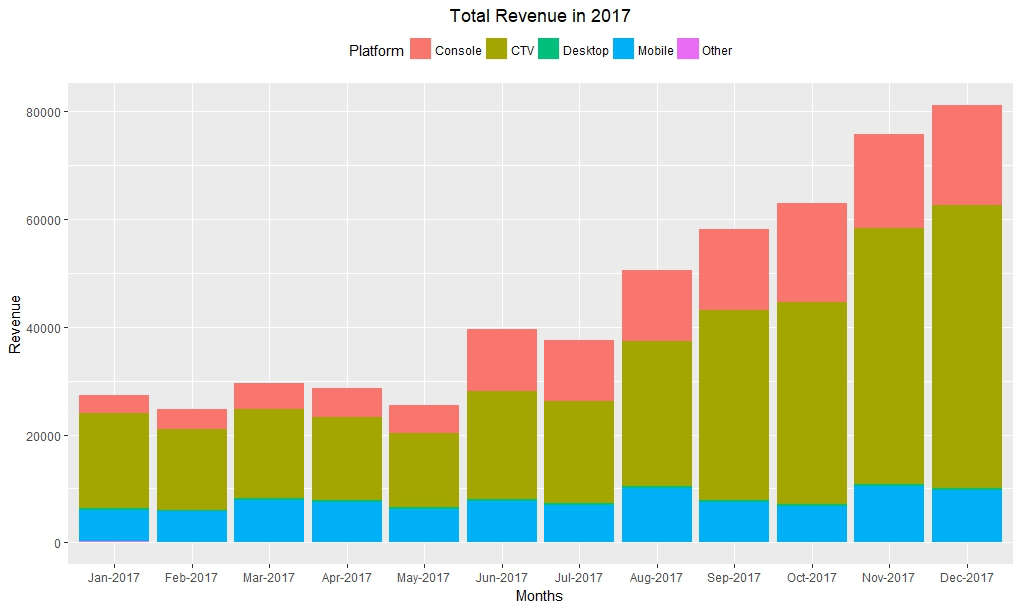 Total Revenue in 2017
Platform Console CTV Desktop Mobile Other
Revenue
80000
60000
40000
20000
0
Jan-2017 Feb-2017 Mar-2017 Apr-2017 May-2017 Jun-2017 Jul-2017 Aug-2017 Sep-2017 Oct-2017 Nov-2017 Dec-2017
Months